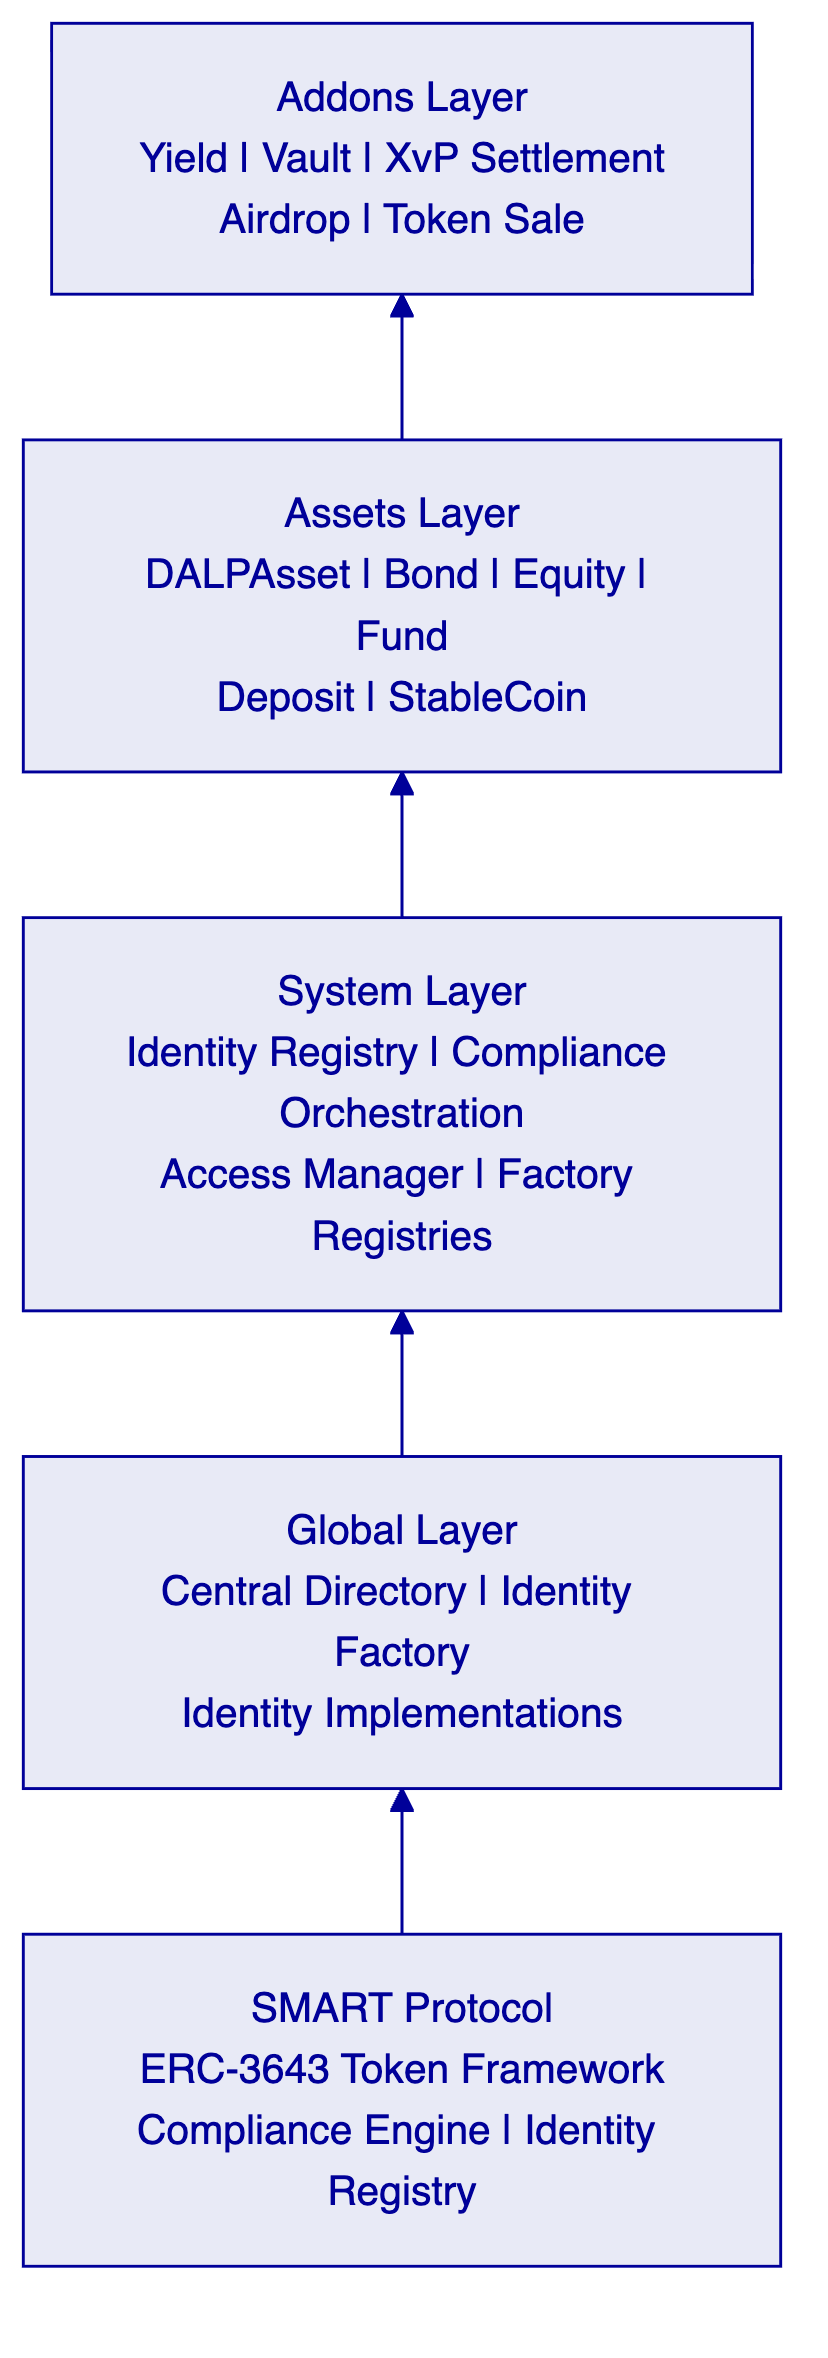 Addons Layer
Yield | Vault | XvP Settlement
Airdrop | Token Sale
Assets Layer
DALPAsset | Bond | Equity |
Fund
Deposit | StableCoin
System Layer
Identity Registry | Compliance
Orchestration
Access Manager | Factory
Registries
Global Layer
Central Directory | Identity
Factory
Identity Implementations
SMART Protocol
ERC-3643 Token Framework
Compliance Engine | Identity
Registry